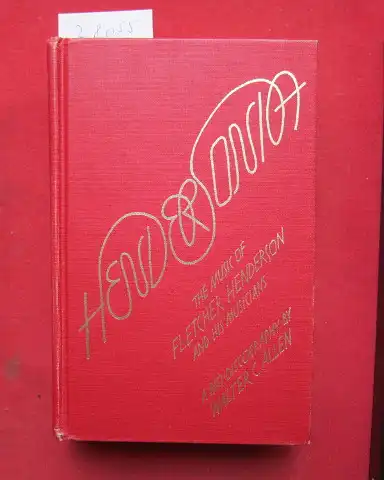 HENDERSONIA
THE MUSIC OF
FLETCHER HENDERSON
AND HIS MUSICIANS
A BIO-DISCOGRAPHY BY
WALTER C. ALLEN